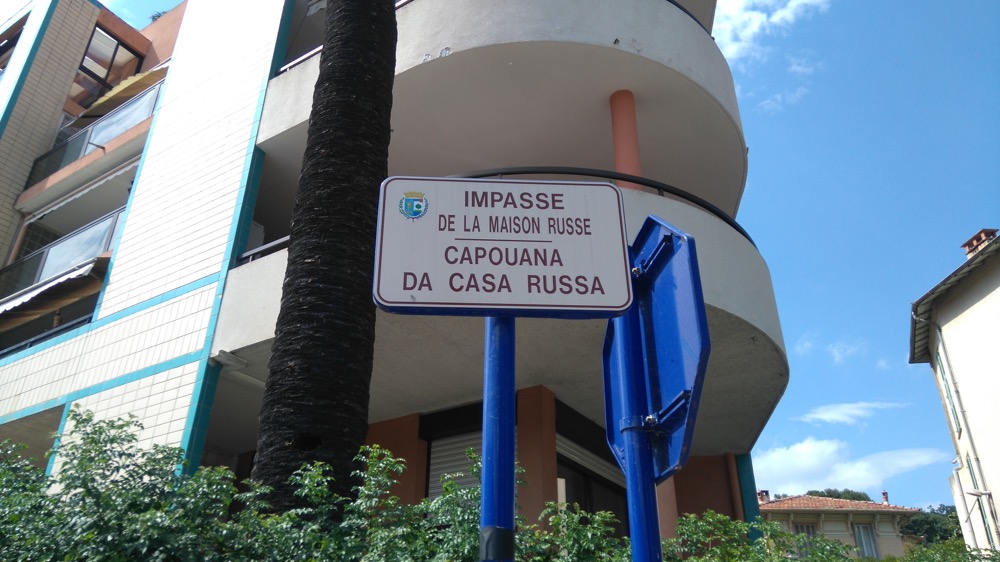 IMPASSE
DE LA MAISON RUSSE
CAPOUANA
DA CASA RUSSA